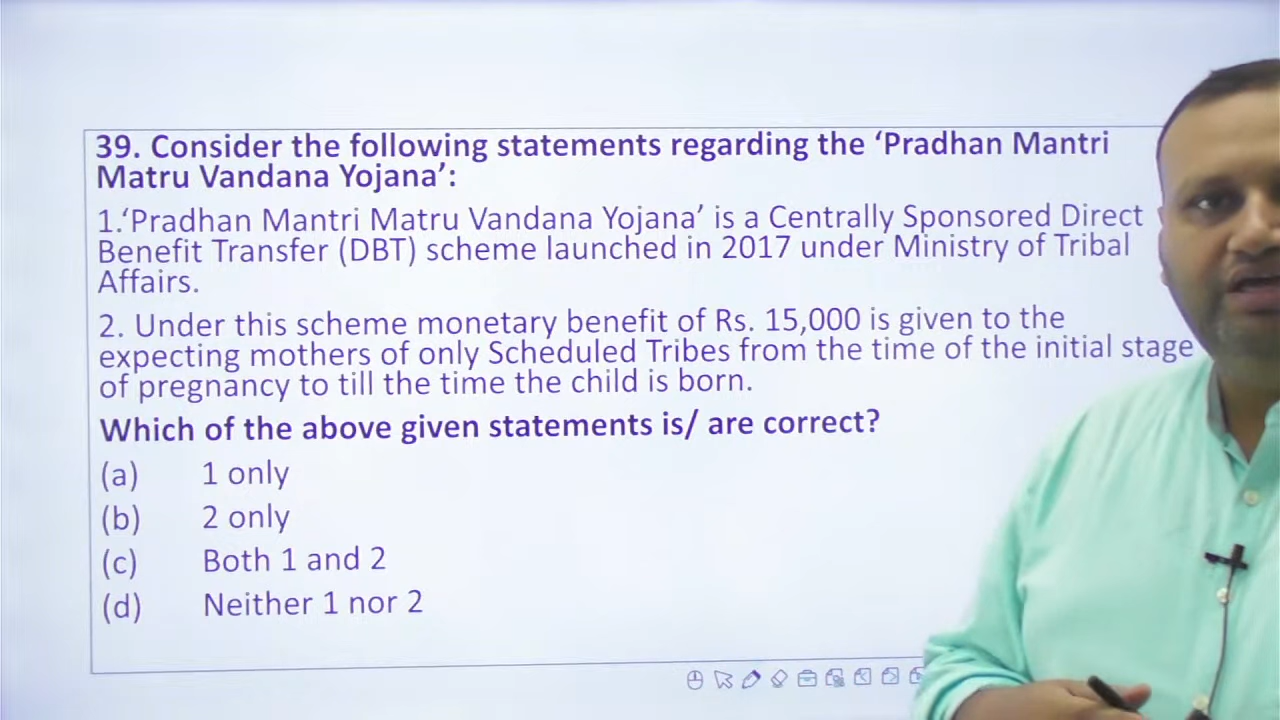 39. Consider the following statements regarding the ‘Pradhan Mantri
Matru Vandana Yojana’:
1.‘Pradhan Mantri Matru Vandana Yojana’ is a Centrally Sponsored Direct
Benefit Transfer (DBT) scheme launched in 2017 under Ministry of Tribal
Affairs.
2. Under this scheme monetary benefit of Rs. 15,000 is given to the
expecting mothers of only Scheduled Tribes from the time of the initial stage
of pregnancy to till the time the child is born.
Which of the above given statements is/ are correct?
(a) 1 only
(b) 2 only
(c) Both 1 and 2
(d) Neither 1 nor 2